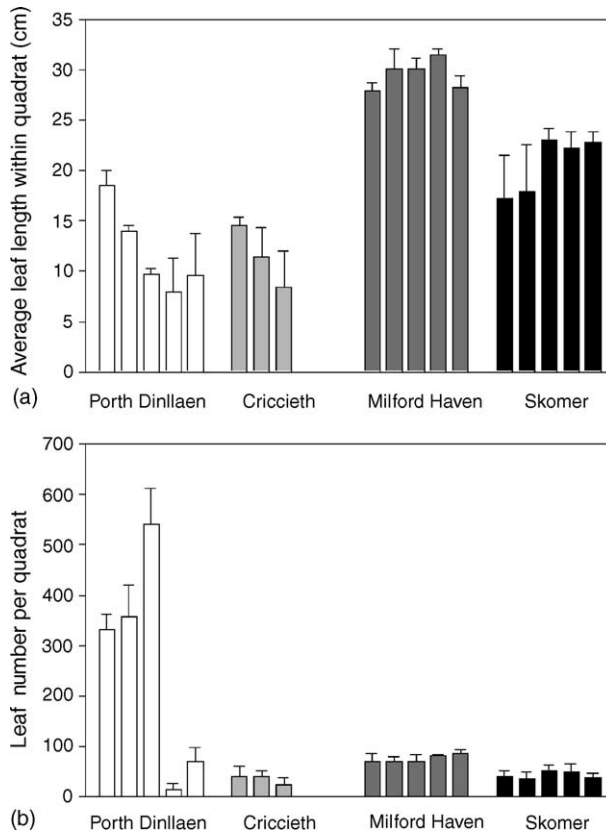 Average leaf length within quadrat (cm)
35
30
25
20
15
10
5
0
(a)
Porth Dinllaen Criccieth Milford Haven Skomer
Leaf number per quadrat
700
600
500
400
300
200
100
0
(b)
Porth Dinllaen Criccieth Milford Haven Skomer